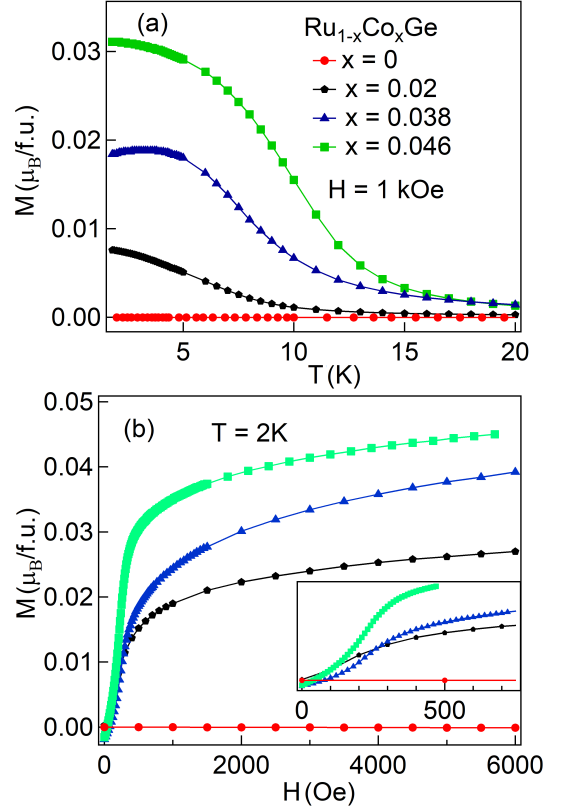 (a)
Ru1-xCoxGe
x = 0
x = 0.02
x = 0.038
x = 0.046
H = 1 kOe
M (μB/f.u.)
0.03
0.02
0.01
0.00
5 10 15 20
T (K)
(b)
T = 2K
M (μB/f.u.)
0.05
0.04
0.03
0.02
0.01
0.00
0 500
0 2000 4000 6000
H (Oe)